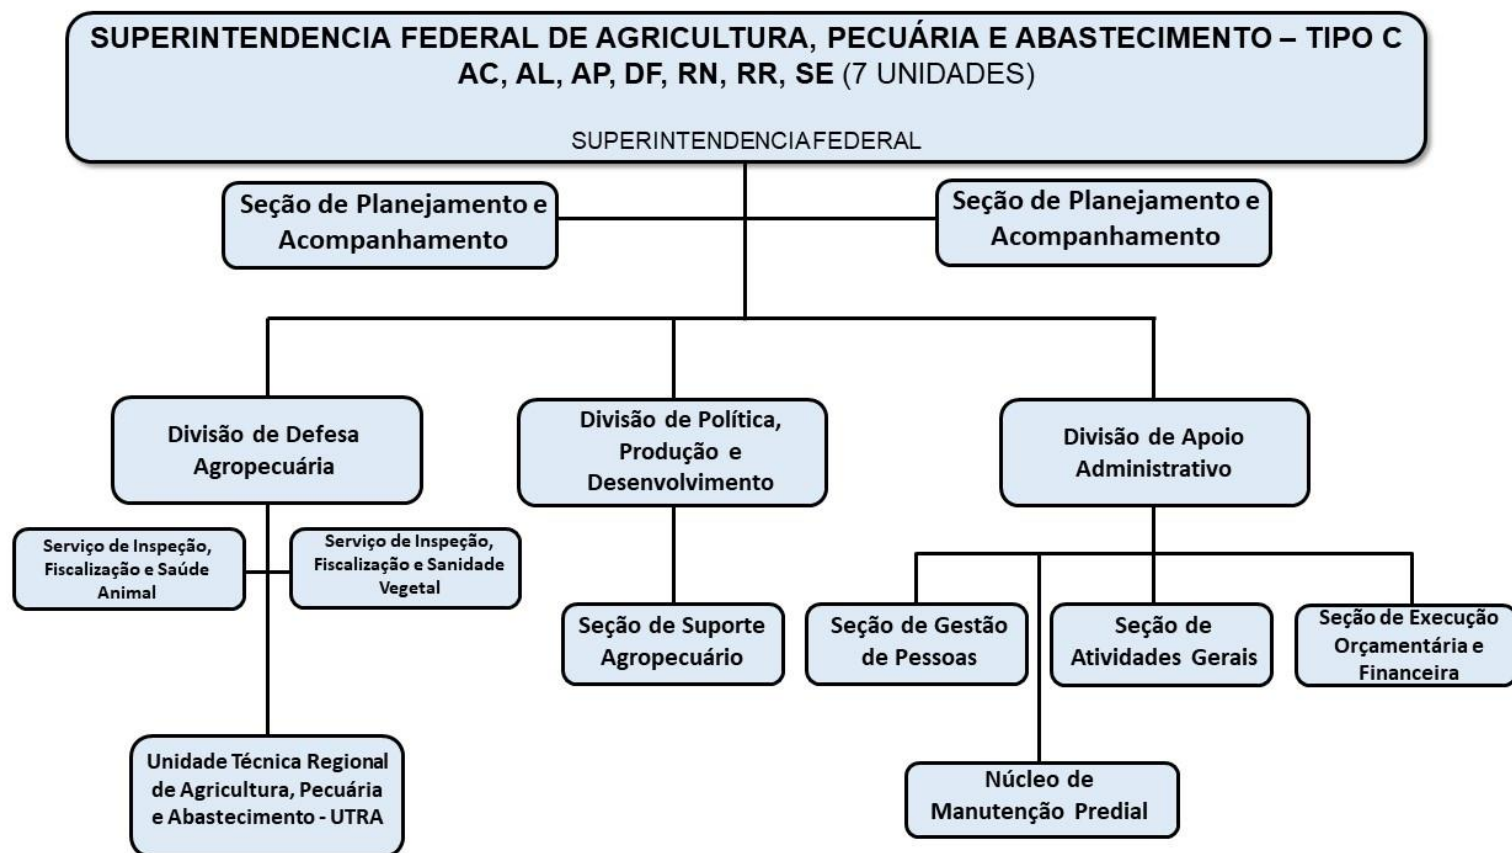 SUPERINTENDENCIA FEDERAL DE AGRICULTURA, PECUÁRIA E ABASTECIMENTO – TIPO C
AC, AL, AP, DF, RN, RR, SE (7 UNIDADES)
SUPERINTENDENCIA FEDERAL
Seção de Planejamento e
Acompanhamento
Seção de Planejamento e
Acompanhamento
Divisão de Defesa
Agropecuária
Divisão de Política,
Produção e
Desenvolvimento
Divisão de Apoio
Administrativo
Serviço de Inspeção,
Fiscalização e Saúde
Animal
Serviço de Inspeção,
Fiscalização e Sanidade
Vegetal
Seção de Suporte
Agropecuário
Seção de Gestão
de Pessoas
Seção de
Atividades Gerais
Seção de Execução
Orçamentária e
Financeira
Unidade Técnica Regional
de Agricultura, Pecuária
e Abastecimento - UTRA
Núcleo de
Manutenção Predial